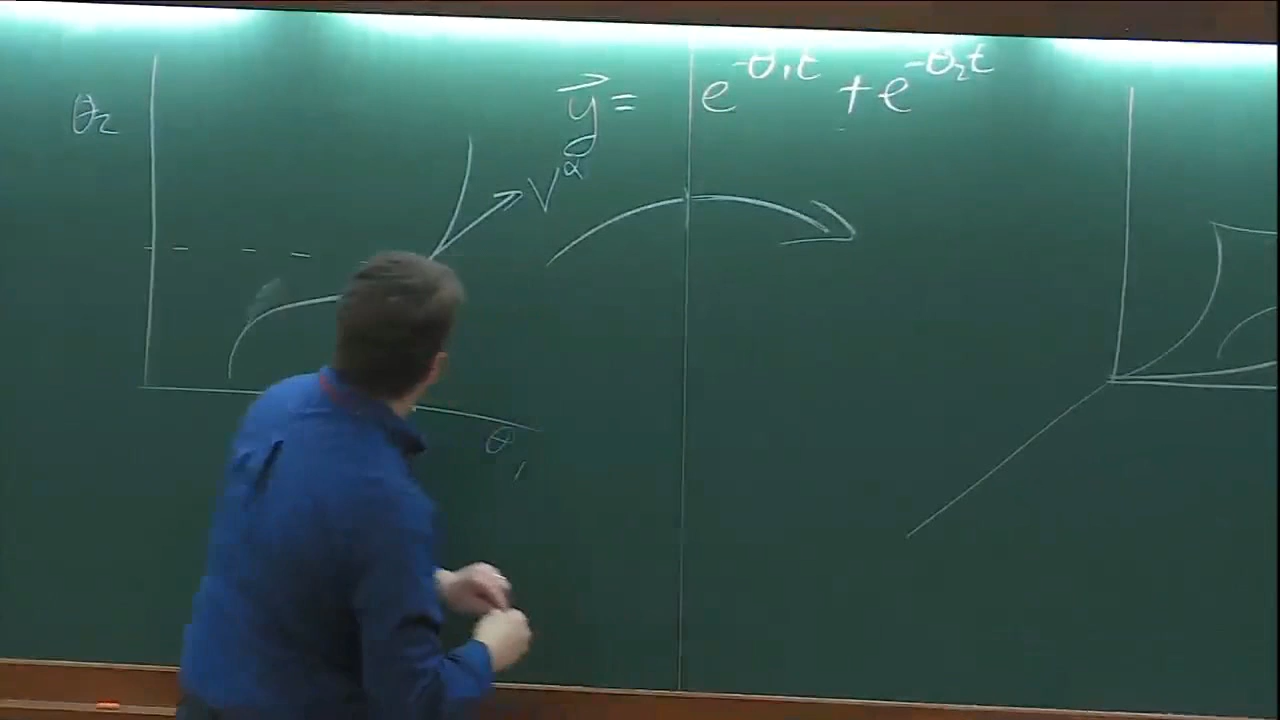 θ₂
y⃗ = e^{-θ₁t} + e^{-θ₂t}
V^α
θ₁